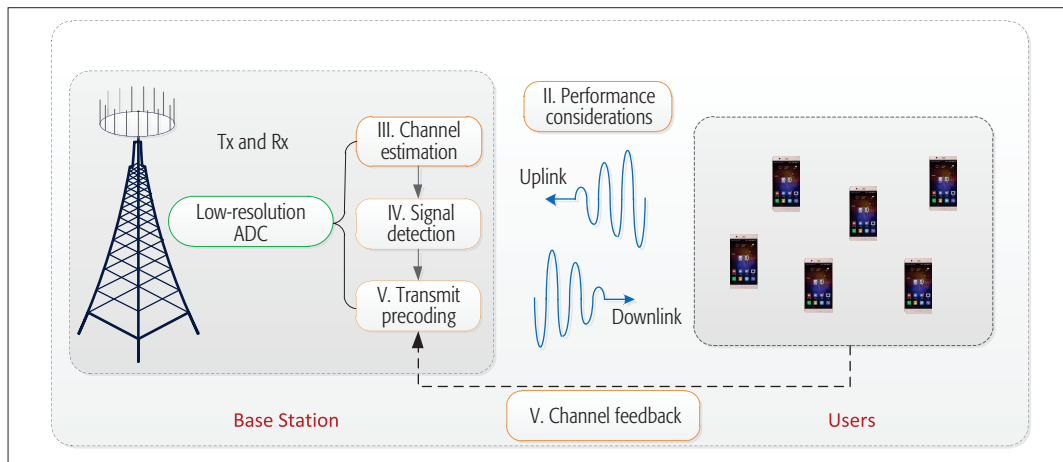 II. Performance
considerations
III. Channel
estimation
Tx and Rx
Uplink
Low-resolution
ADC
IV. Signal
detection
V. Transmit
precoding
Downlink
V. Channel feedback
Base Station
Users